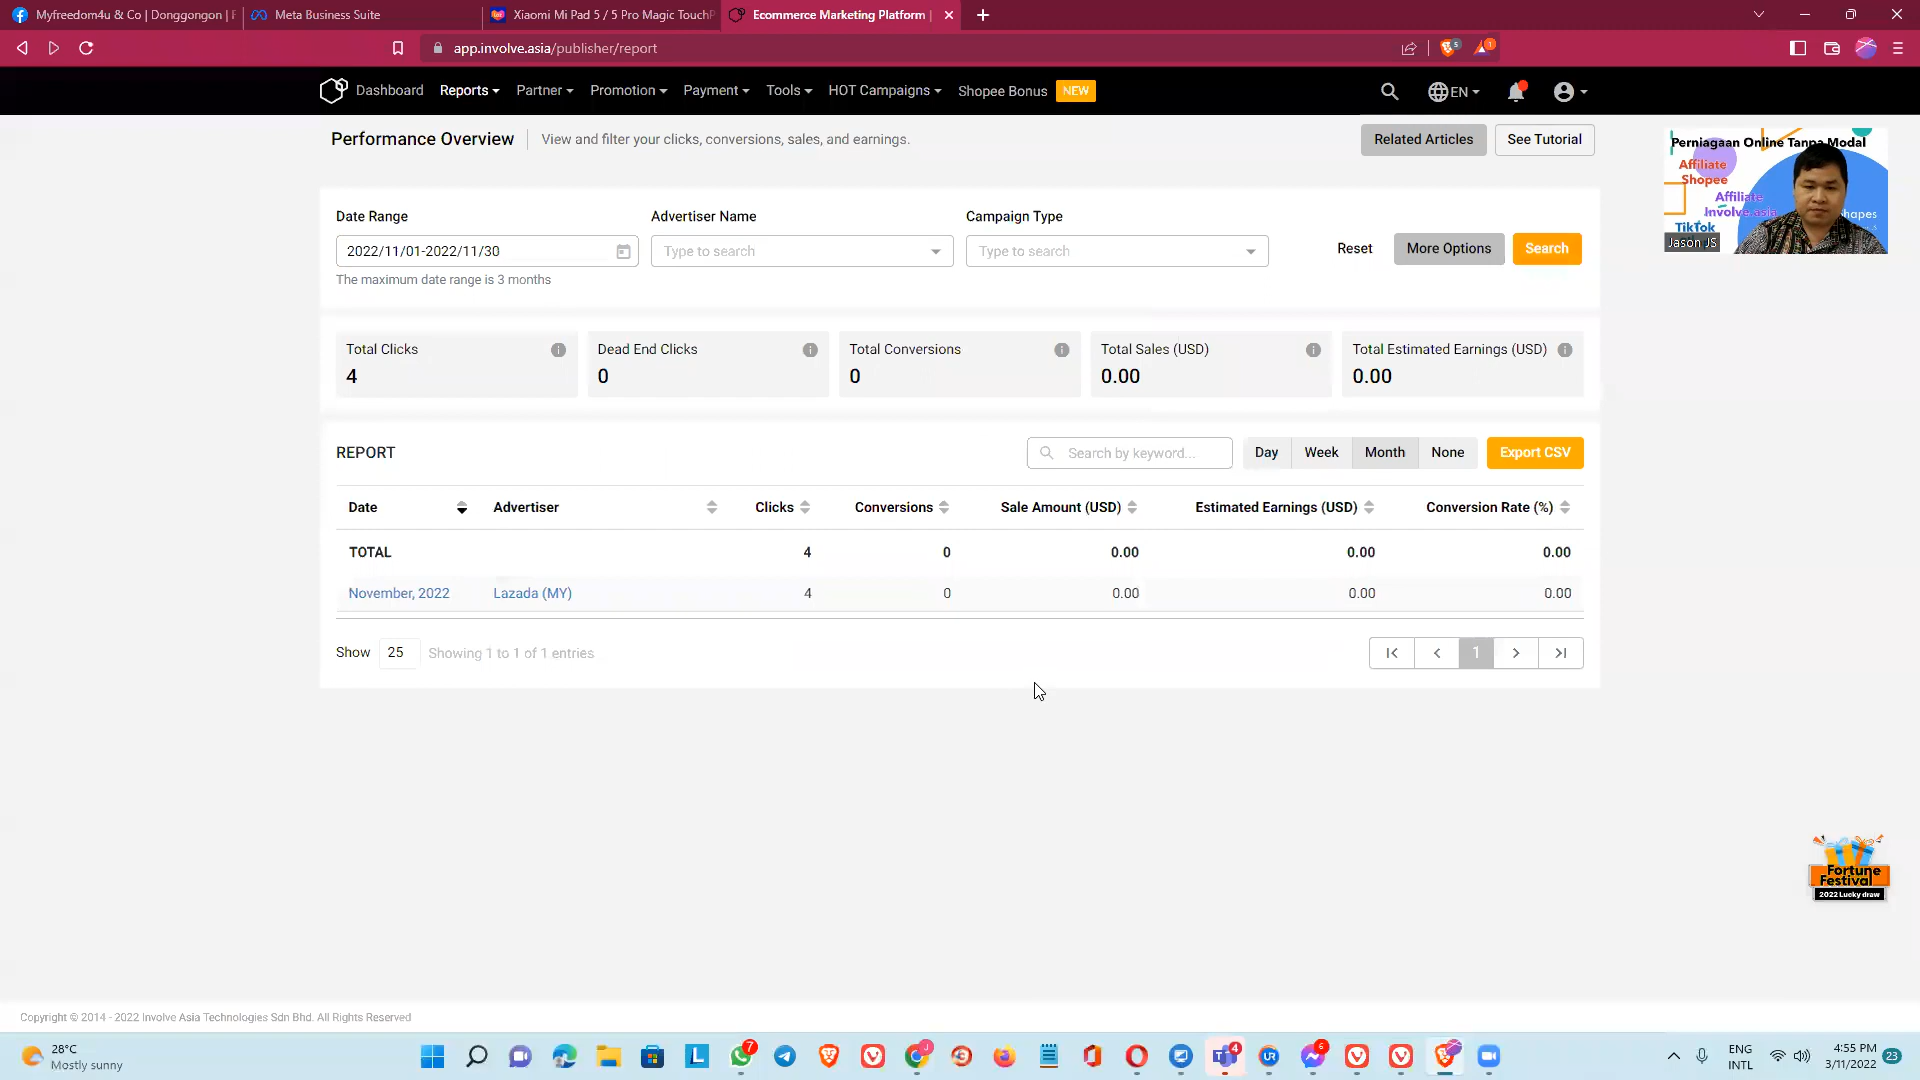 Myfreedom4u & Co | Donggongon | F
Meta Business Suite
Xiaomi Mi Pad 5 / 5 Pro Magic TouchP
Ecommerce Marketing Platform |
app.involve.asia/publisher/report
5
1
Dashboard
Reports
Partner
Promotion
Payment
Tools
HOT Campaigns
Shopee Bonus
NEW
EN
Performance Overview
View and filter your clicks, conversions, sales, and earnings.
Related Articles
See Tutorial
Perniagaan Online Tanpa Modal
Affiliate
Shopee
Affiliate
Involve.asia
TikTok
hapes
Jason JS
Date Range
Advertiser Name
Campaign Type
2022/11/01-2022/11/30
Type to search
Type to search
Reset
More Options
Search
The maximum date range is 3 months
Total Clicks
4
Dead End Clicks
0
Total Conversions
0
Total Sales (USD)
0.00
Total Estimated Earnings (USD)
0.00
REPORT
Search by keyword...
Day
Week
Month
None
Export CSV
Date
Advertiser
Clicks
Conversions
Sale Amount (USD)
Estimated Earnings (USD)
Conversion Rate (%)
TOTAL
4
0
0.00
0.00
0.00
November, 2022
Lazada (MY)
4
0
0.00
0.00
0.00
Show
25
Showing 1 to 1 of 1 entries
1
Fortune
Festival
2022 Lucky draw
Copyright © 2014 - 2022 Involve Asia Technologies Sdn Bhd. All Rights Reserved
28°C
Mostly sunny
L
7
J
4
UR
6
ENG
INTL
4:55 PM
3/11/2022
23